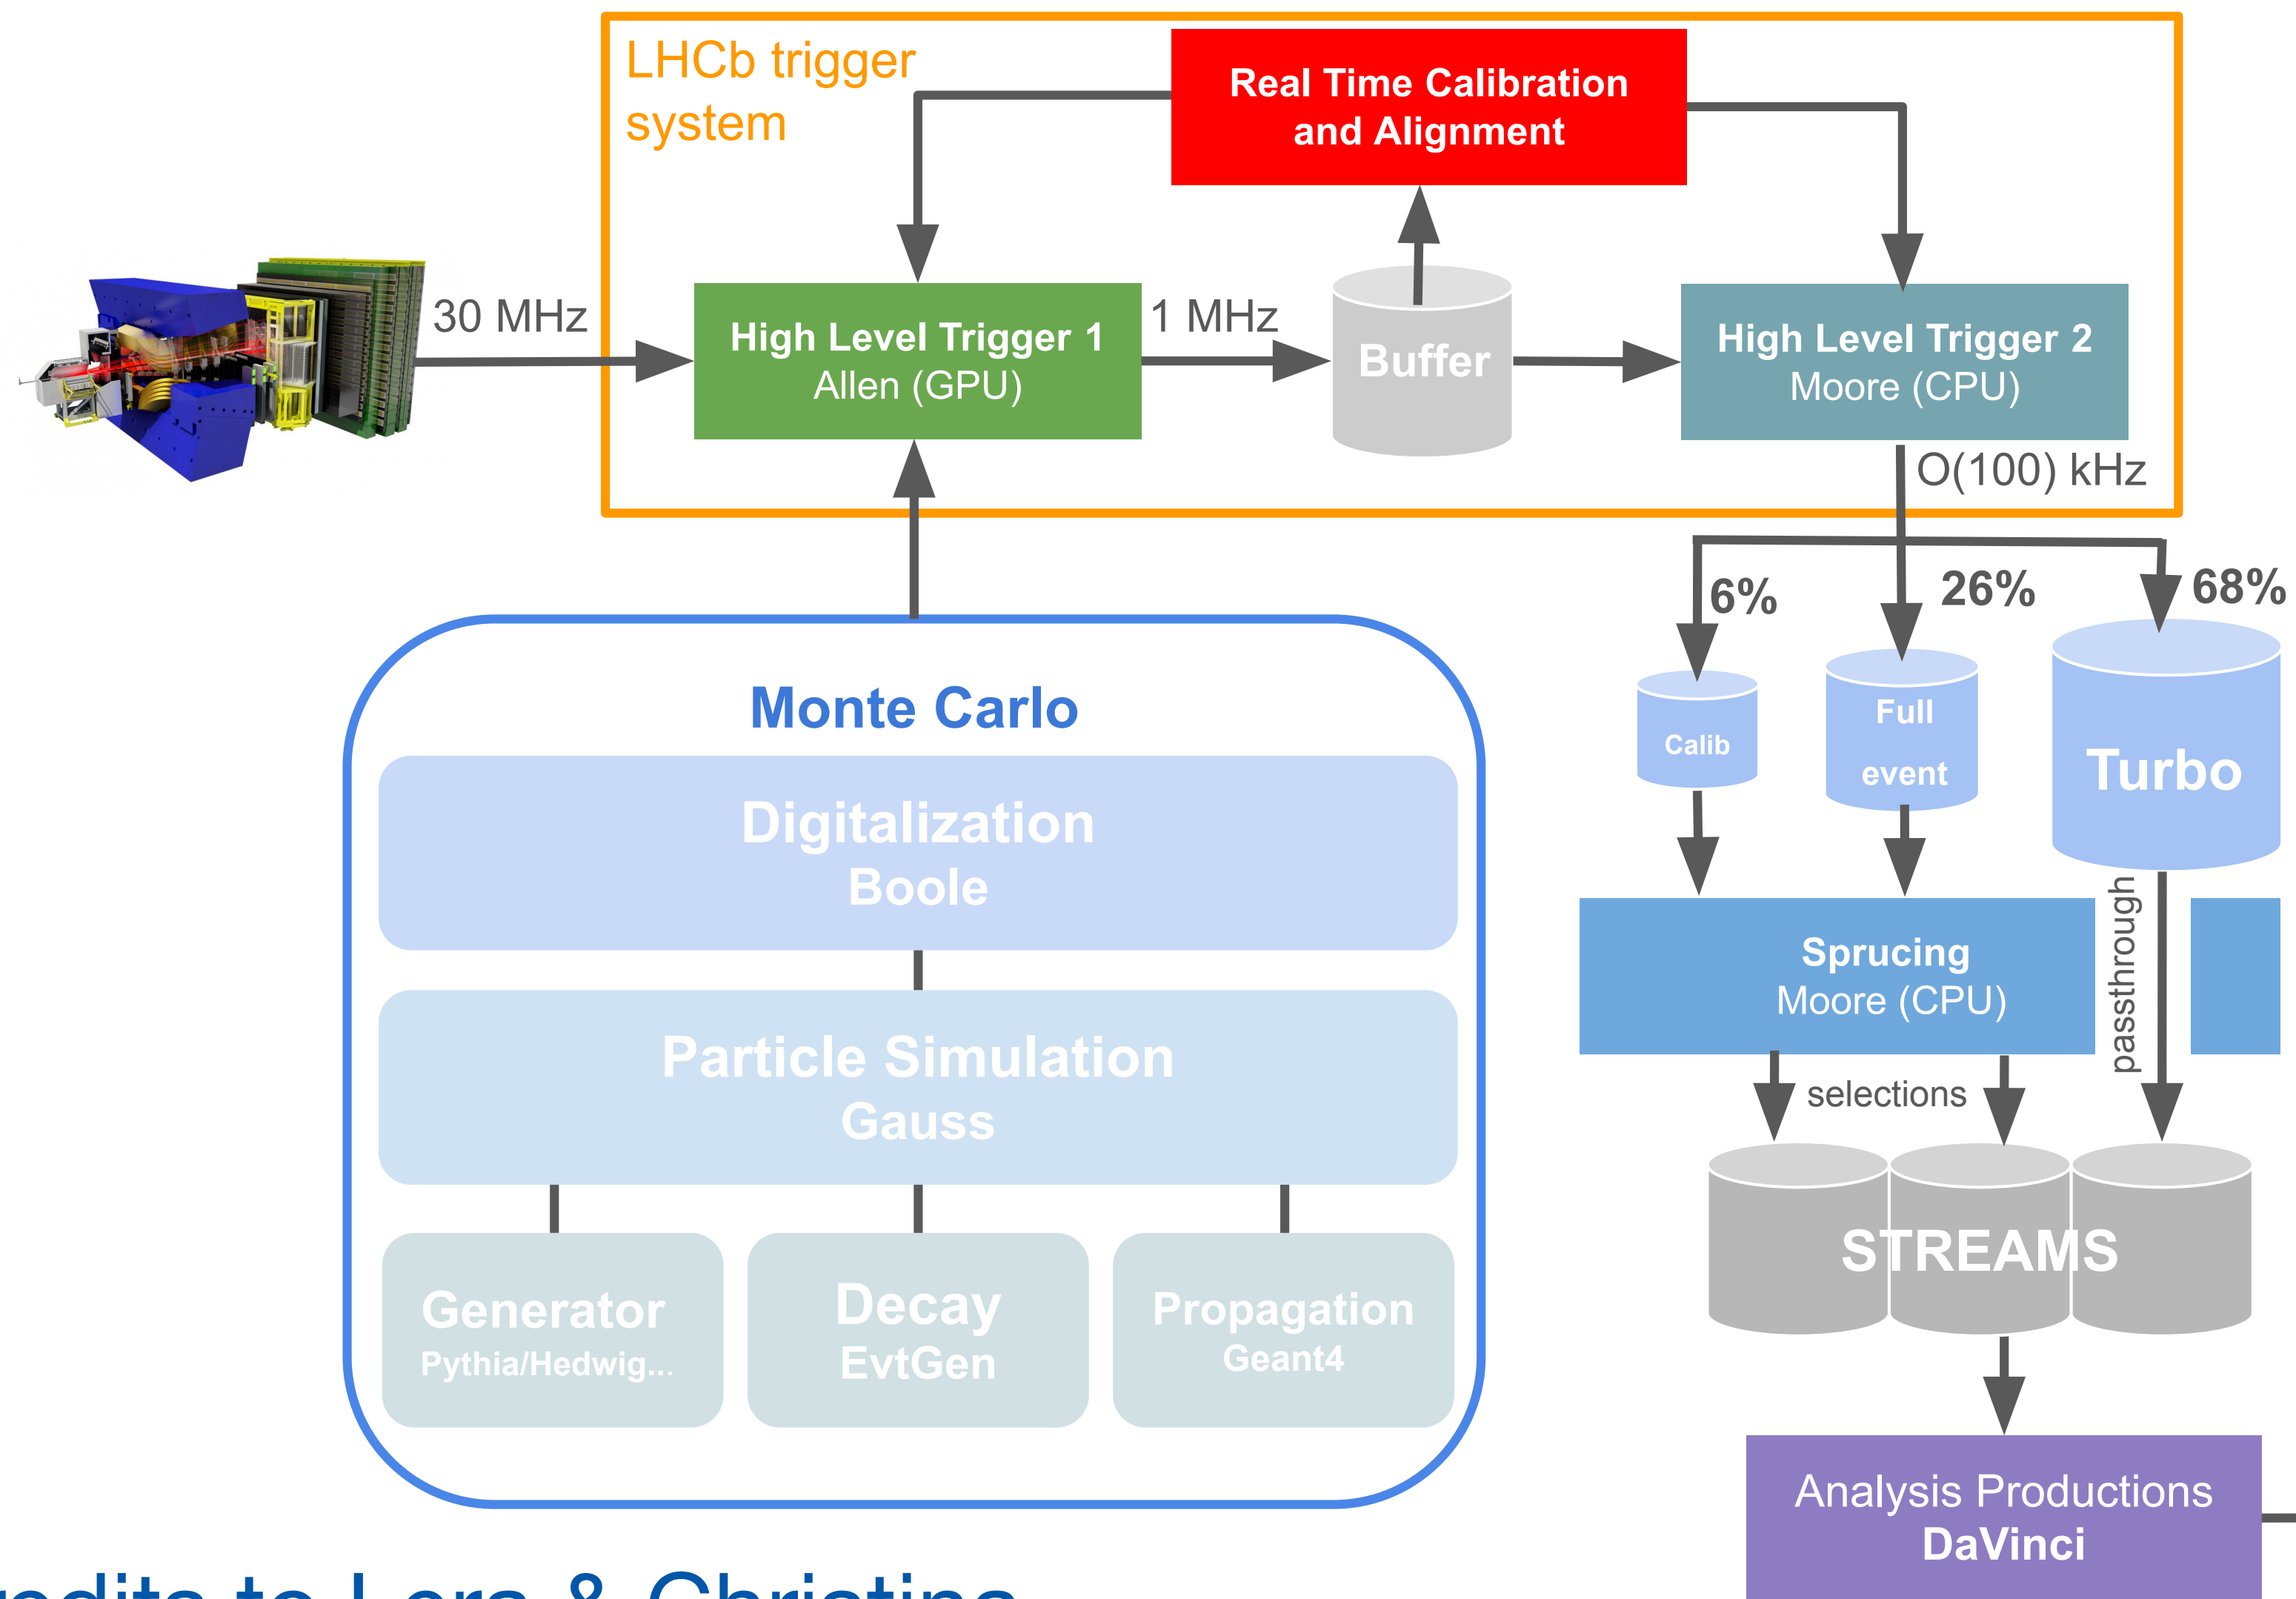 LHCb trigger
system
Real Time Calibration
and Alignment
30 MHz
High Level Trigger 1
Allen (GPU)
1 MHz
Buffer
High Level Trigger 2
Moore (CPU)
O(100) kHz
6%
26%
68%
Calib
Full
event
Turbo
passthrough
Sprucing
Moore (CPU)
selections
STREAMS
Analysis Productions
DaVinci
Monte Carlo
Digitalization
Boole
Particle Simulation
Gauss
Generator
Pythia/Hedwig...
Decay
EvtGen
Propagation
Geant4